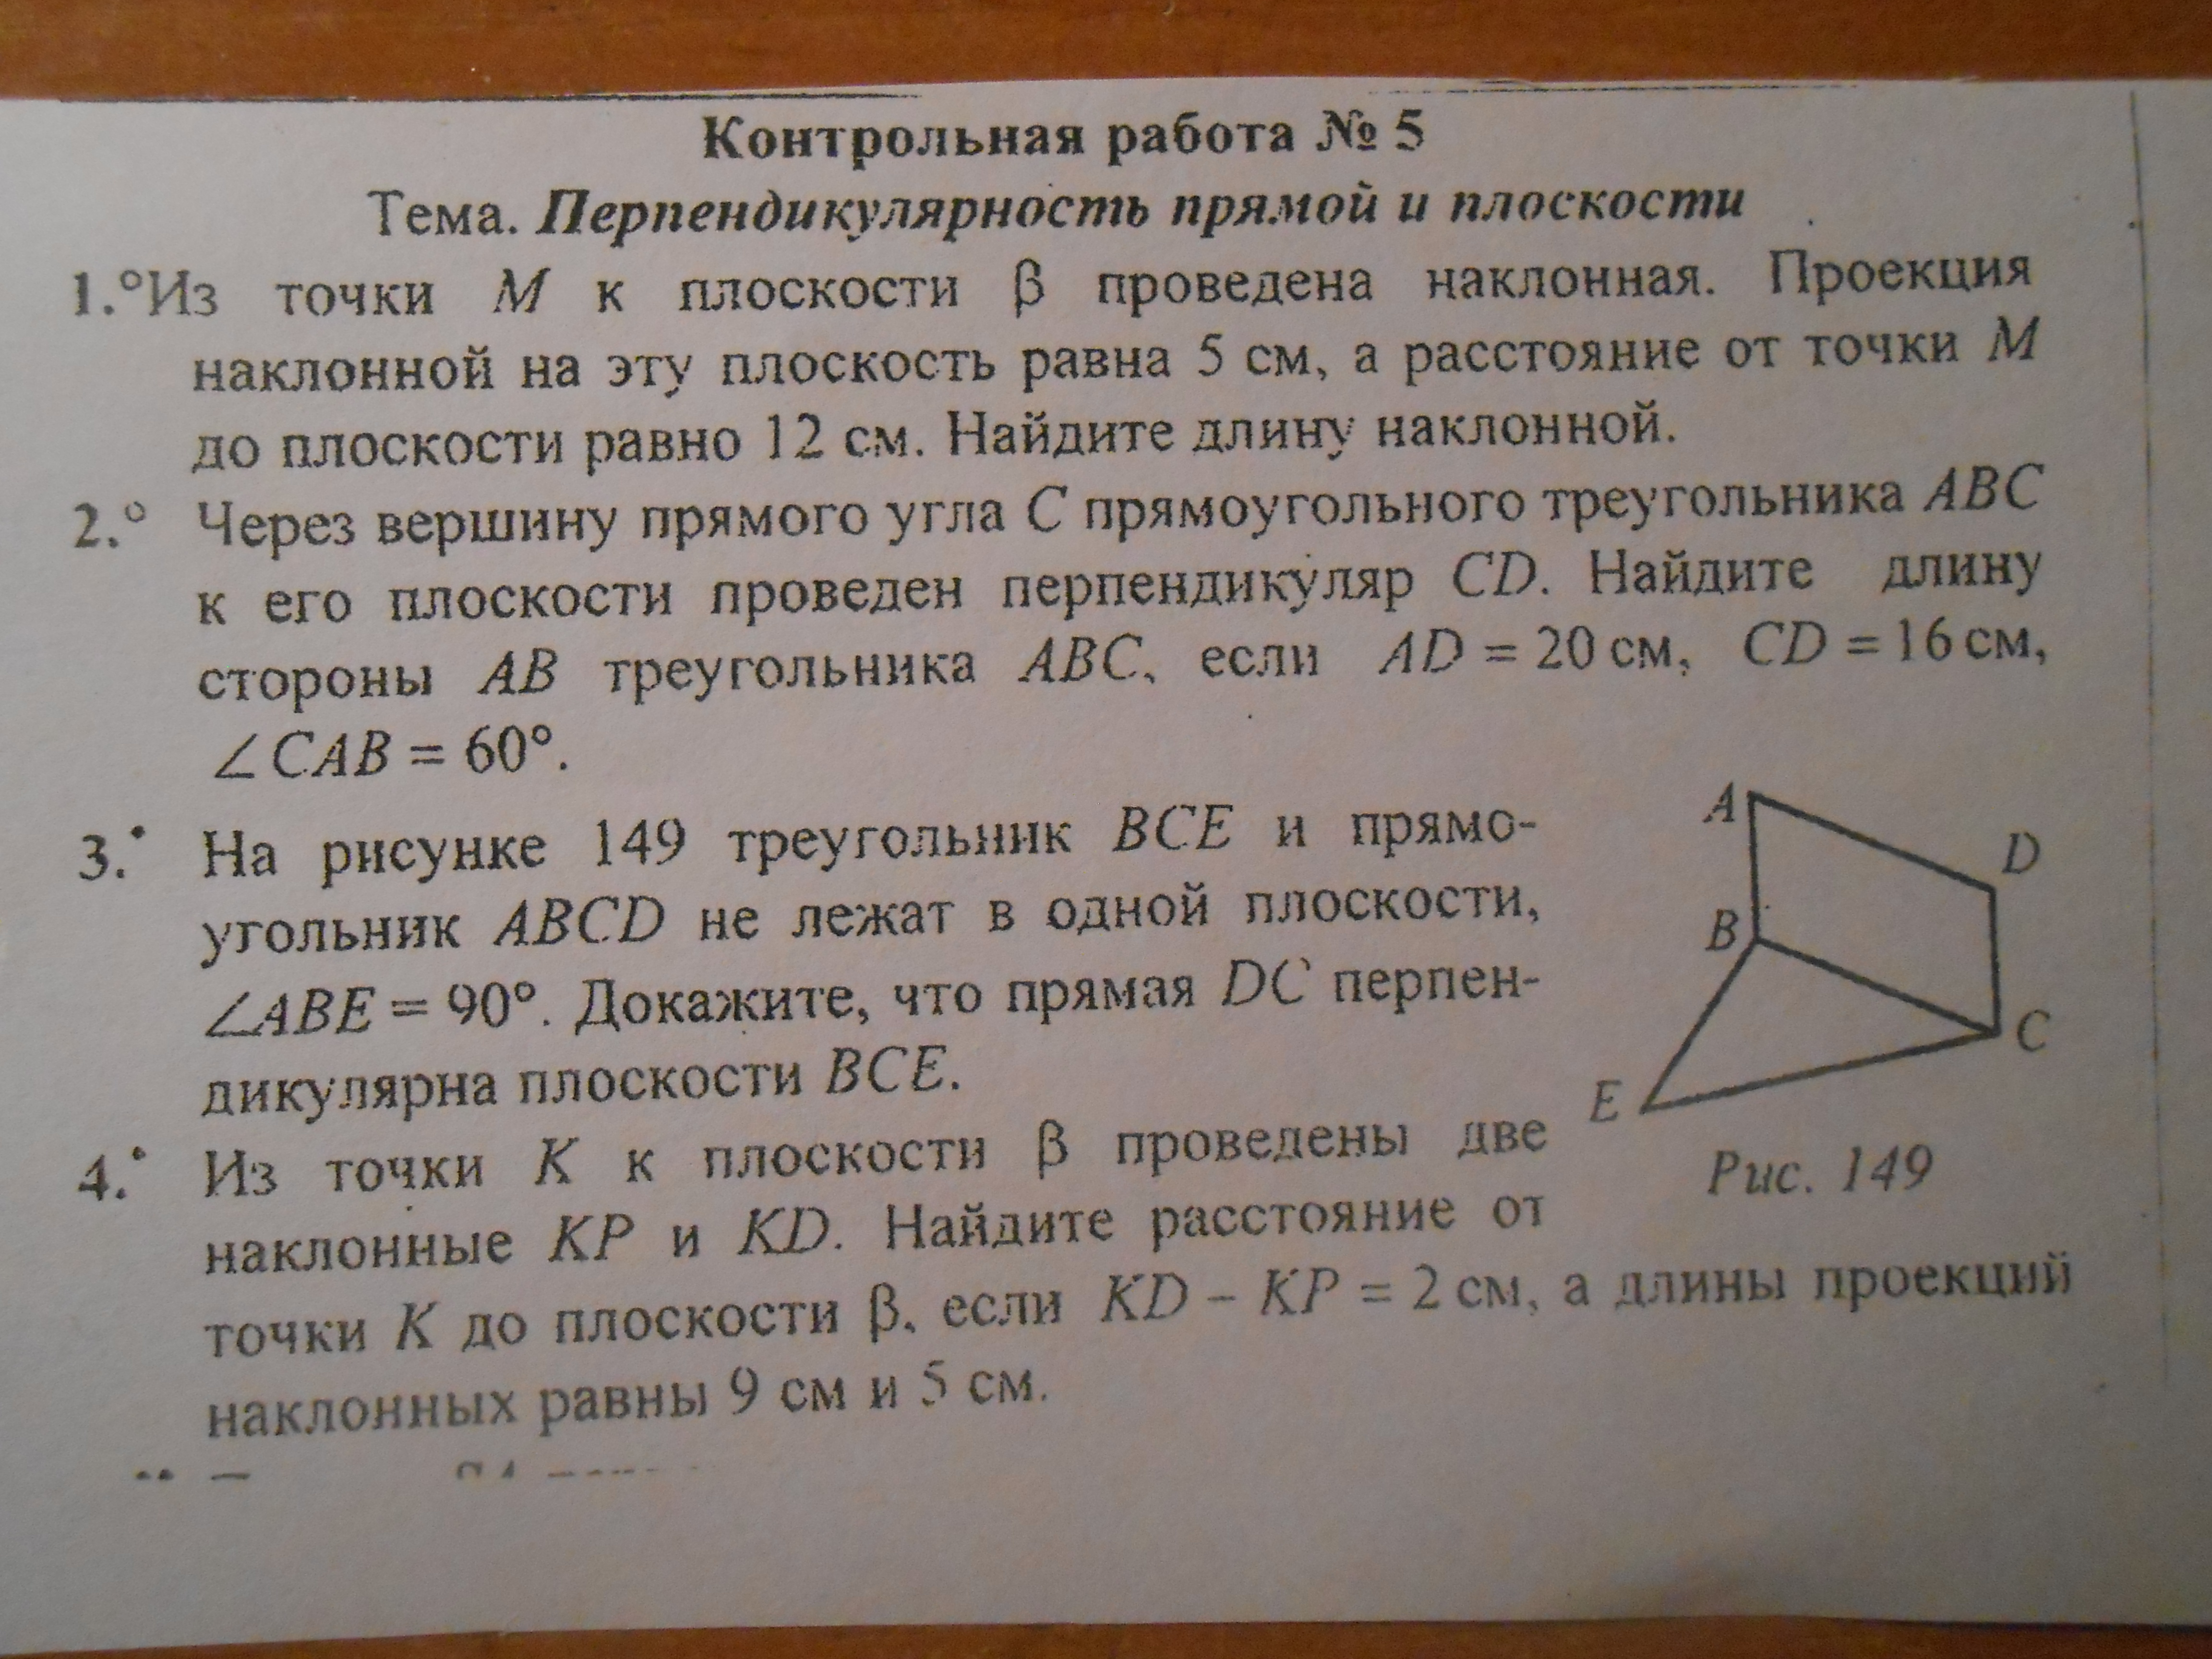 Контрольная работа № 5
Тема. Перпендикулярность прямой и плоскости
1.°Из точки M к плоскости β проведена наклонная. Проекция
наклонной на эту плоскость равна 5 см, а расстояние от точки M
до плоскости равно 12 см. Найдите длину наклонной.
2.° Через вершину прямого угла C прямоугольного треугольника ABC
к его плоскости проведен перпендикуляр CD. Найдите длину
стороны AB треугольника ABC, если AD = 20 см, CD = 16 см,
∠CAB = 60°.
3.• На рисунке 149 треугольник BCE и прямо-
угольник ABCD не лежат в одной плоскости,
∠ABE = 90°. Докажите, что прямая DC перпен-
дикулярна плоскости BCE.
A
D
B
C
E
Рис. 149
4.• Из точки K к плоскости β проведены две
наклонные KP и KD. Найдите расстояние от
точки K до плоскости β, если KD – KP = 2 см, а длины проекций
наклонных равны 9 см и 5 см.